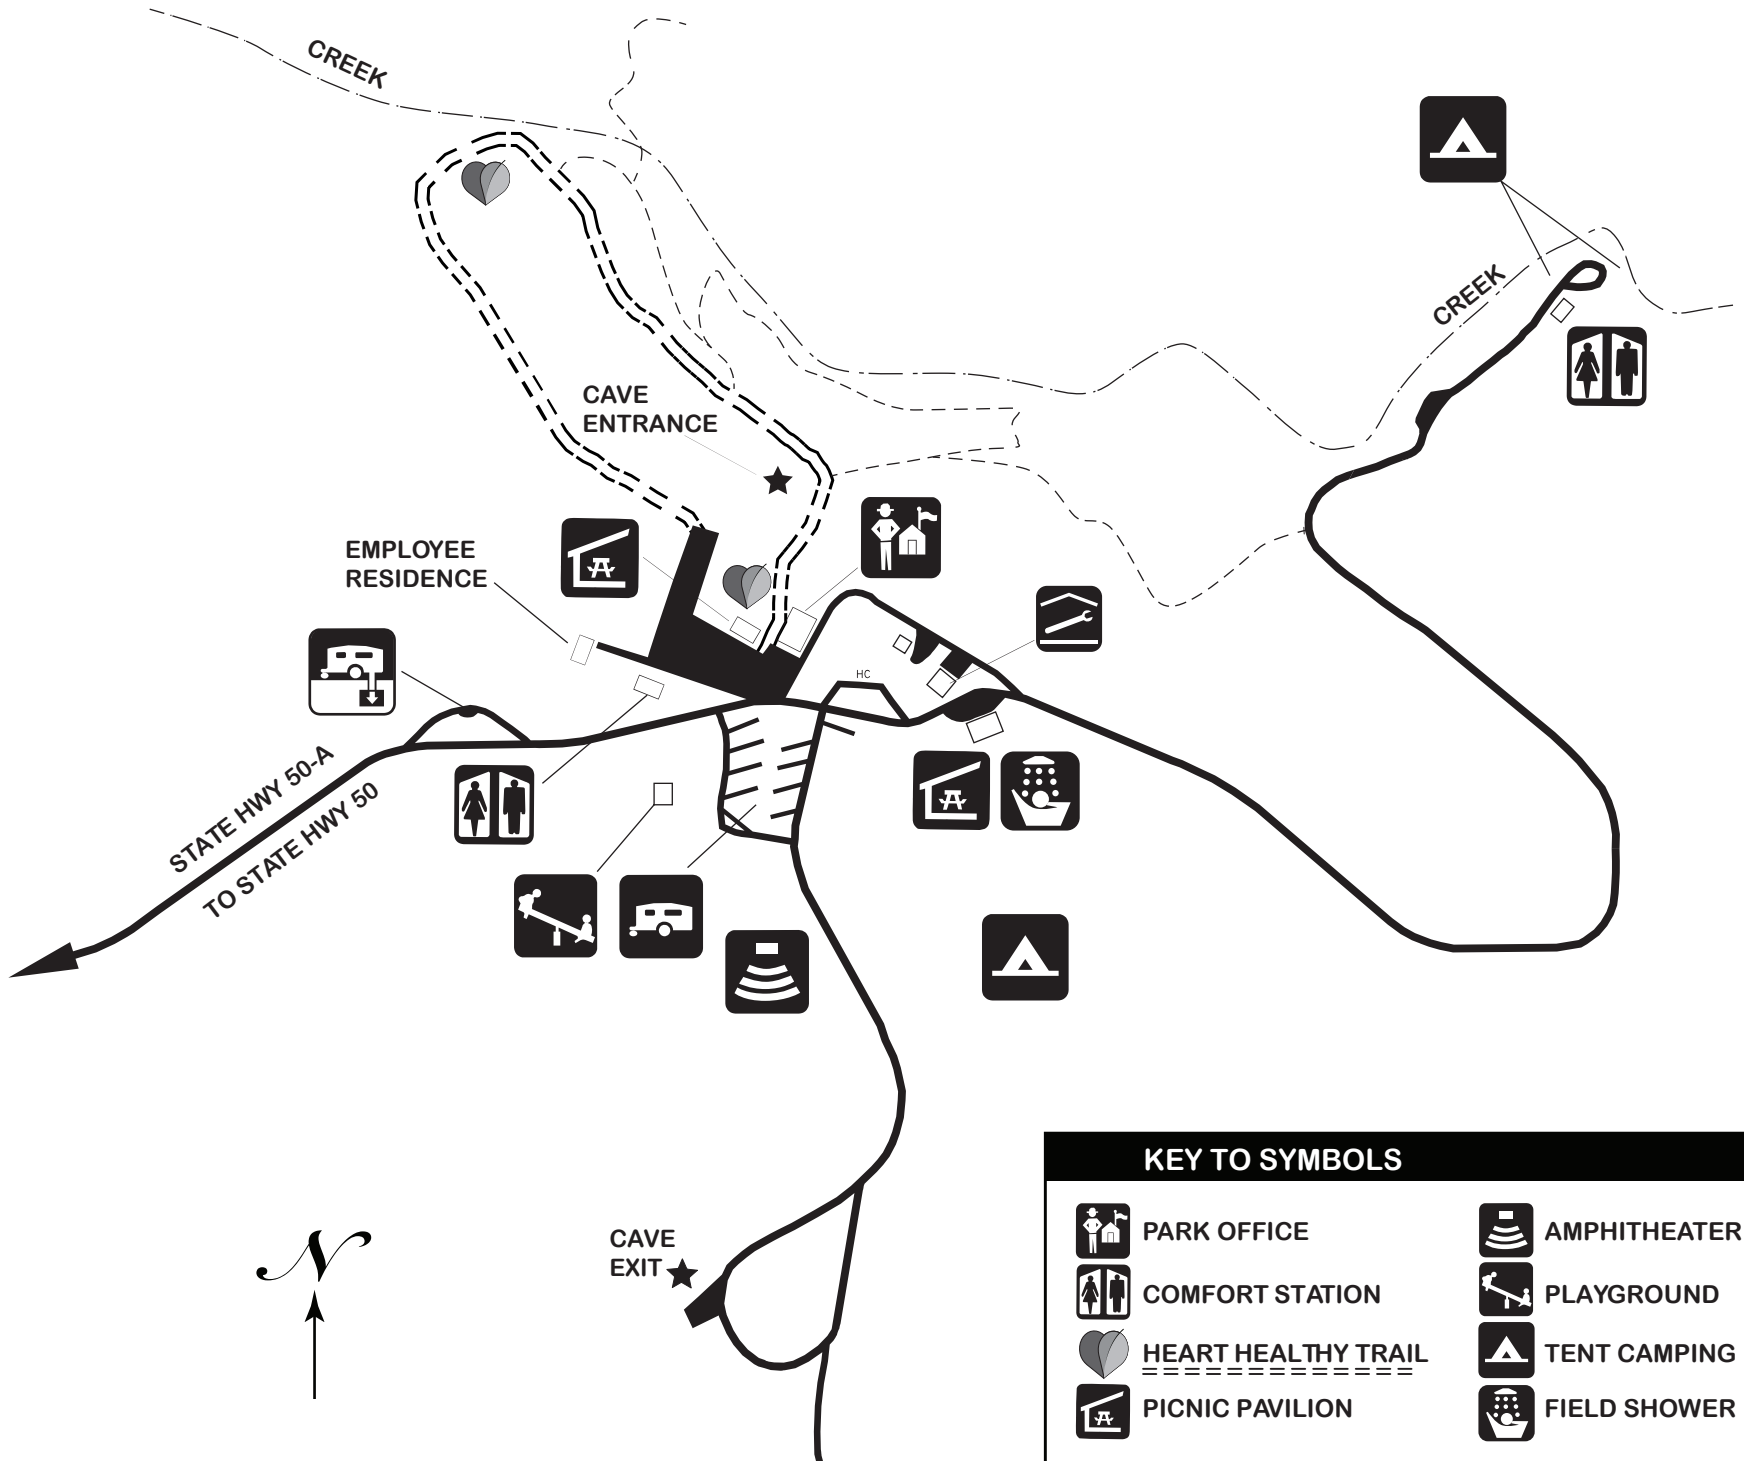 CREEK
CREEK
CAVE
ENTRANCE
EMPLOYEE
RESIDENCE
HC
STATE HWY 50-A
TO STATE HWY 50
CAVE
EXIT
N
KEY TO SYMBOLS
PARK OFFICE
COMFORT STATION
HEART HEALTHY TRAIL
PICNIC PAVILION
AMPHITHEATER
PLAYGROUND
TENT CAMPING
FIELD SHOWER